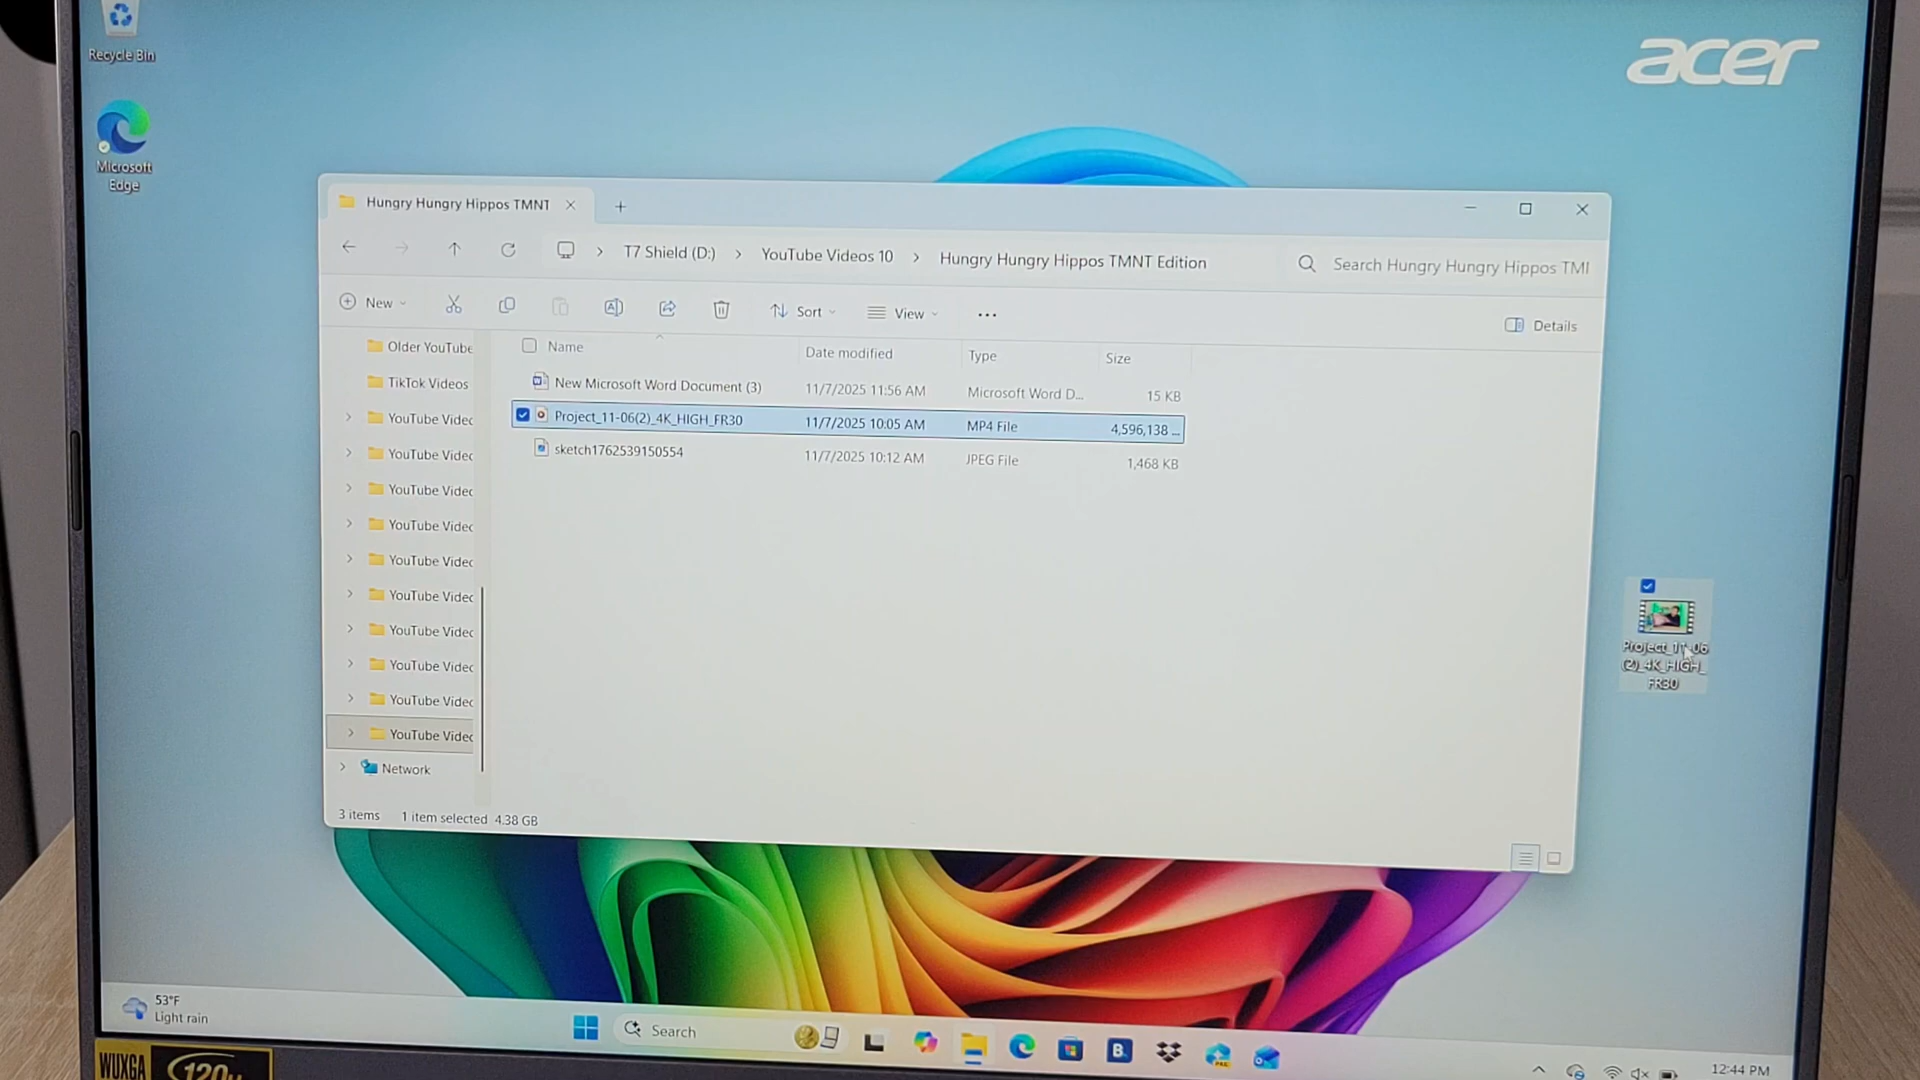 Recycle Bin
acer
Microsoft
Edge
Hungry Hungry Hippos TMNT
T7 Shield (D:)
YouTube Videos 10
Hungry Hungry Hippos TMNT Edition
Search Hungry Hungry Hippos TMI
New
Sort
View
Details
Older YouTube
TikTok Videos
YouTube Videc
YouTube Videc
YouTube Videc
YouTube Videc
YouTube Videc
YouTube Videc
YouTube Videc
YouTube Videc
YouTube Videc
YouTube Videc
Network
Name
Date modified
Type
Size
New Microsoft Word Document (3)
11/7/2025 11:56 AM
Microsoft Word D...
15 KB
Project_11-06(2)_4K_HIGH_FR30
11/7/2025 10:05 AM
MP4 File
4,596,138 ...
sketch1762539150554
11/7/2025 10:12 AM
JPEG File
1,468 KB
3 items
1 item selected 4.38 GB
Project_11-06
(2)_4K_HIGH_
FR30
53°F
Light rain
Search
12:44 PM
WUXGA